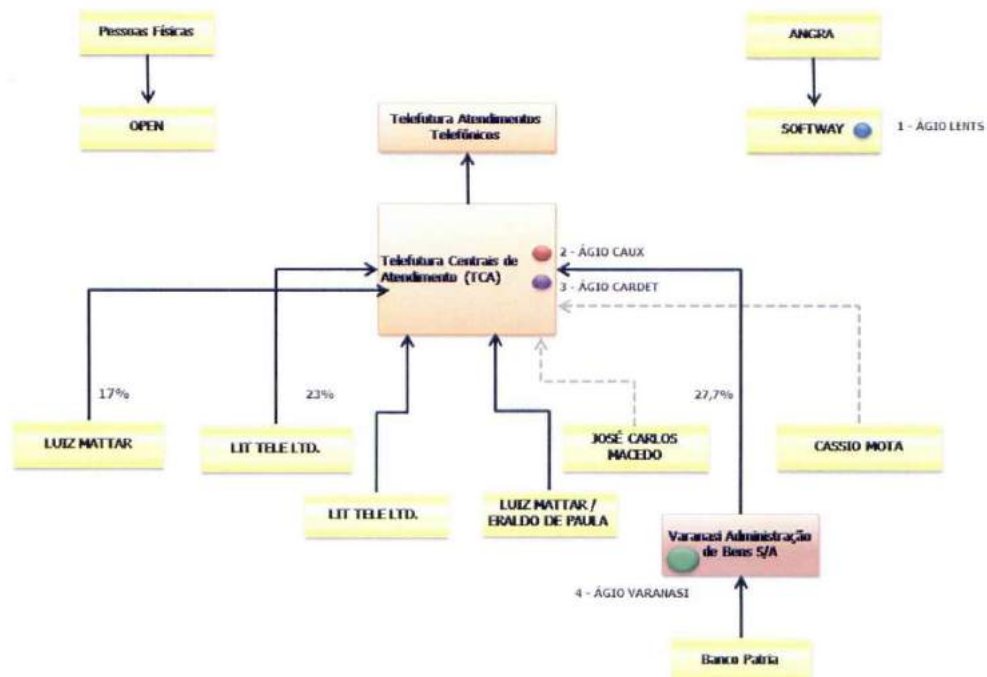 Pessoas Físicas
ANGRA
OPEN
Telefutura Atendimentos
Telefônicos
SOFTWAY
1 - ÁGIO LENTS
Telefutura Centrais de
Atendimento (TCA)
2 - ÁGIO CAUX
3 - ÁGIO CARDET
17%
23%
27,7%
LUIZ MATTAR
LIT TELE LTD.
JOSÉ CARLOS
MACEDO
CASSIO MOTA
LIT TELE LTD.
LUIZ MATTAR /
ERALDO DE PAULA
Varanasi Administração
de Bens S/A
4 - ÁGIO VARANASI
Banco Patria